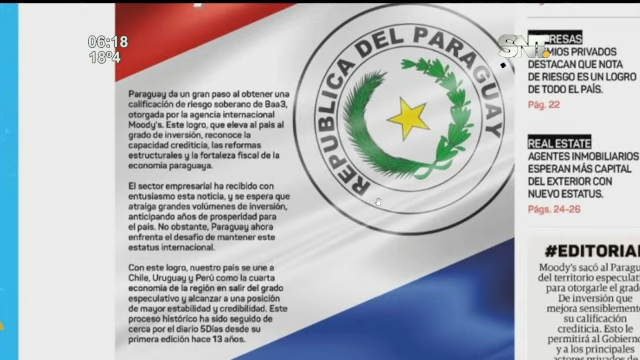 06:18
18°4
SNT
REPUBLICA DEL PARAGUAY
Paraguay da un gran paso al obtener una
calificación de riesgo soberano de Baa3,
otorgada por la agencia internacional
Moody's. Este logro, que eleva al país al
grado de inversión, reconoce la
capacidad crediticia, las reformas
estructurales y la fortaleza fiscal de la
economía paraguaya.
El sector empresarial ha recibido con
entusiasmo esta noticia, y se espera que
atraiga grandes volúmenes de inversión,
anticipando años de prosperidad para
el país. No obstante, Paraguay ahora
enfrenta el desafío de mantener este
estatus internacional.
Con este logro, nuestro país se une a
Chile, Uruguay y Perú como la cuarta
economía de la región en salir del grado
especulativo y alcanzar a una posición
de mayor estabilidad y credibilidad. Este
proceso histórico ha sido seguido de
cerca por el diario 5Días desde su
primera edición hace 13 años.
RESAS
MIOS PRIVADOS
DESTACAN QUE NOTA
DE RIESGO ES UN LOGRO
DE TODO EL PAÍS.
Pág. 22
REAL ESTATE
AGENTES INMOBILIARIOS
ESPERAN MÁS CAPITAL
DEL EXTERIOR CON
NUEVO ESTATUS.
Págs. 24-26
#EDITORIAL
Moody's sacó al Paragu
del territorio especulati
para otorgarle el grado
De inversión que
mejora sensiblemente
su calificación
crediticia. Esto le
permitirá al Gobierno
y a los principales